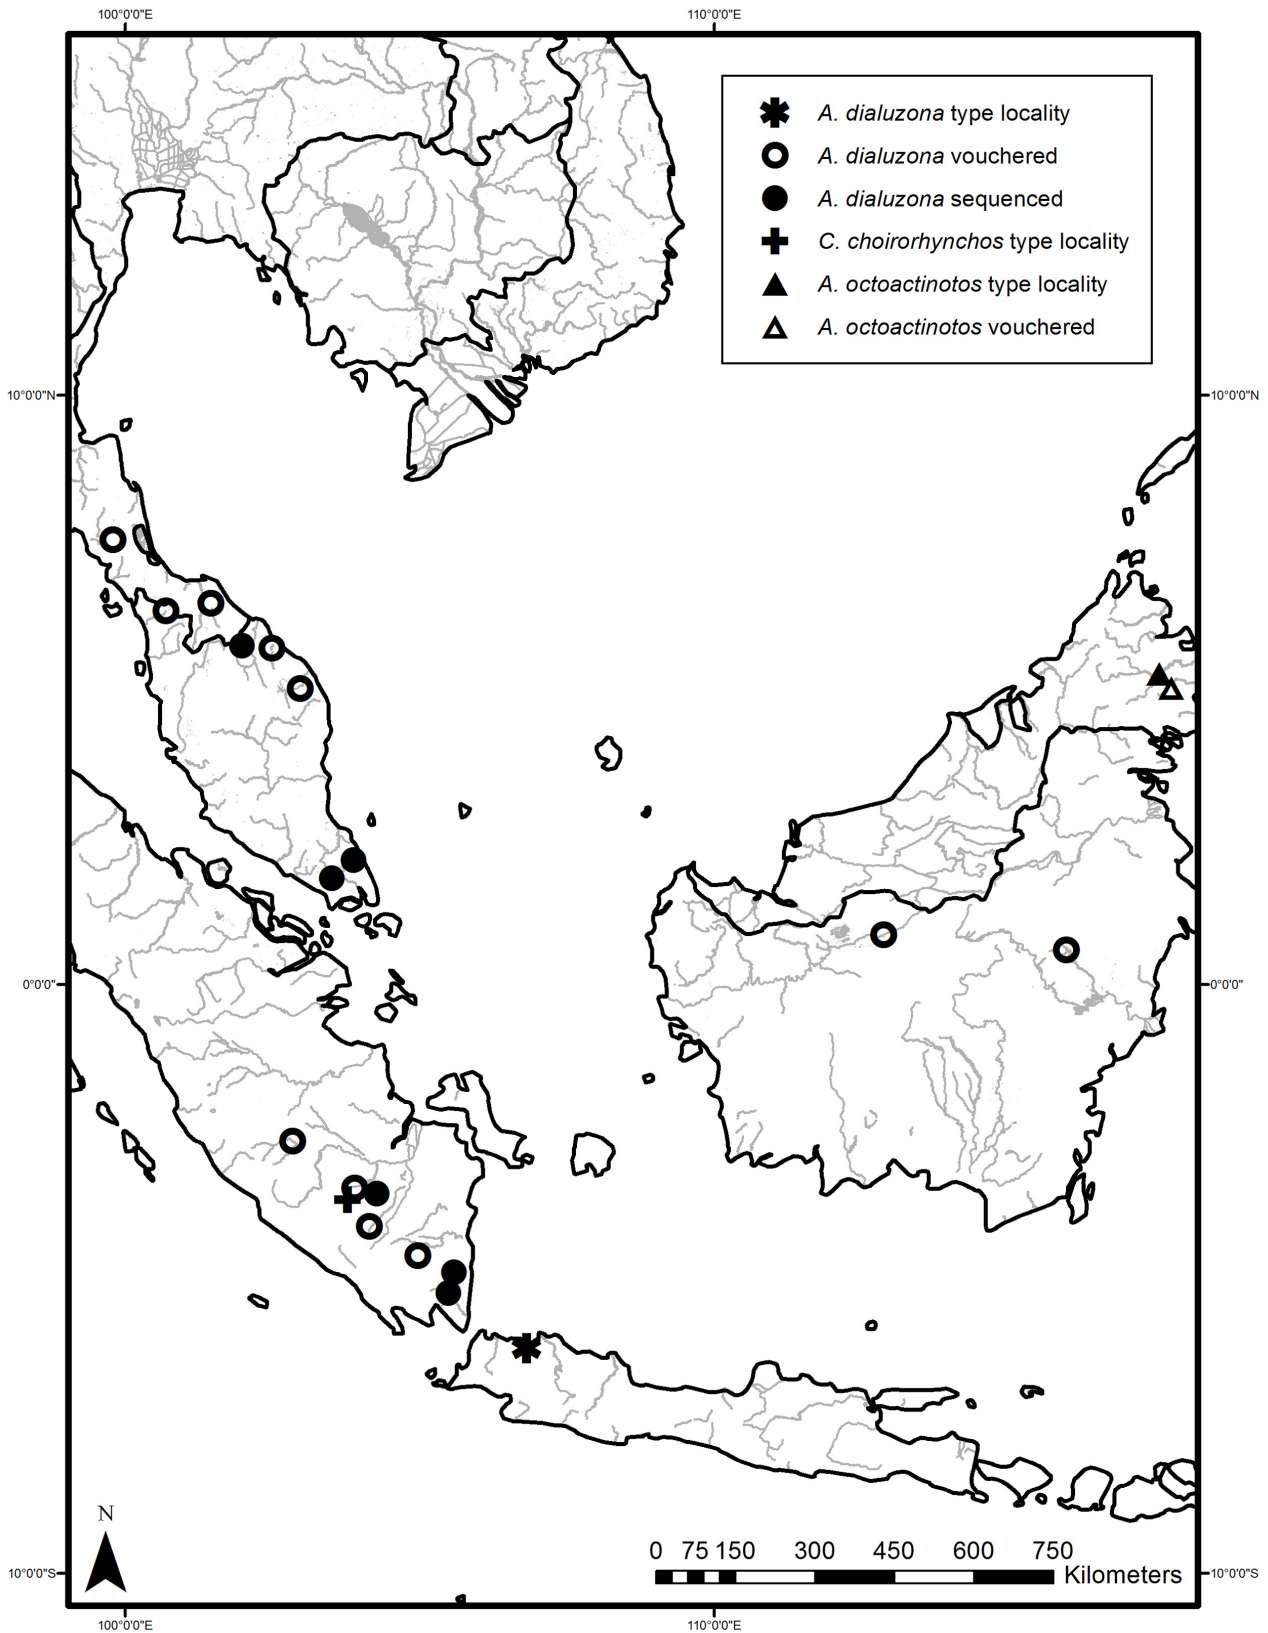 100°0'0"E 110°0'0"E
A. dialuzona type locality
A. dialuzona vouchered
A. dialuzona sequenced
C. choirorhynchos type locality
A. octoactinotos type locality
A. octoactinotos vouchered
10°0'0"N 10°0'0"N
0°0'0" 0°0'0"
N
0 75 150 300 450 600 750
Kilometers
10°0'0"S 10°0'0"S
100°0'0"E 110°0'0"E